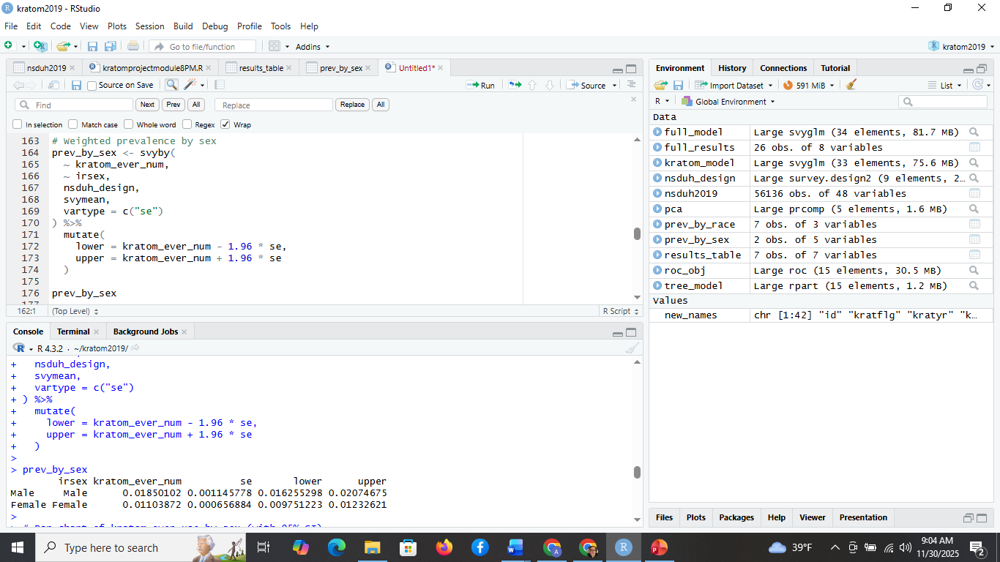 kratom2019 - RStudio
File Edit Code View Plots Session Build Debug Profile Tools Help
Go to file/function Addins kratom2019
nsduh2019 kratomprojectmodule8PM.R results_table prev_by_sex Untitled1*
Source on Save Run Source
Find Next Prev All Replace Replace All
In selection Match case Whole word Regex Wrap
163 # Weighted prevalence by sex
164 prev_by_sex <- svyby(
165 ~ kratom_ever_num,
166 ~ irsex,
167 nsduh_design,
168 svymean,
169 vartype = c("se")
170 ) %>%
171 mutate(
172 lower = kratom_ever_num - 1.96 * se,
173 upper = kratom_ever_num + 1.96 * se
174 )
175
176 prev_by_sex
177
162:1 (Top Level) R Script
Console Terminal Background Jobs
R 4.3.2 · ~/kratom2019/
+ nsduh_design,
+ svymean,
+ vartype = c("se")
+ ) %>%
+ mutate(
+ lower = kratom_ever_num - 1.96 * se,
+ upper = kratom_ever_num + 1.96 * se
+ )
>
> prev_by_sex
irsex kratom_ever_num se lower upper
Male Male 0.01850102 0.001145778 0.016255298 0.02074675
Female Female 0.01103872 0.000656884 0.009751223 0.01232621
>
> # Bar chart of kratom ever use by sex (with 95% CI)
Environment History Connections Tutorial
Import Dataset 591 MiB List
R Global Environment
Data
full_model Large svyglm (34 elements, 81.7 MB)
full_results 26 obs. of 8 variables
kratom_model Large svyglm (33 elements, 75.6 MB)
nsduh_design Large survey.design2 (9 elements, 2…
nsduh2019 56136 obs. of 48 variables
pca Large prcomp (5 elements, 1.6 MB)
prev_by_race 7 obs. of 3 variables
prev_by_sex 2 obs. of 5 variables
results_table 7 obs. of 7 variables
roc_obj Large roc (15 elements, 30.5 MB)
tree_model Large rpart (15 elements, 1.2 MB)
Values
new_names chr [1:42] "id" "kratflg" "kratyr" "k…
Files Plots Packages Help Viewer Presentation
Type here to search 39°F 9:04 AM
11/30/2025 2